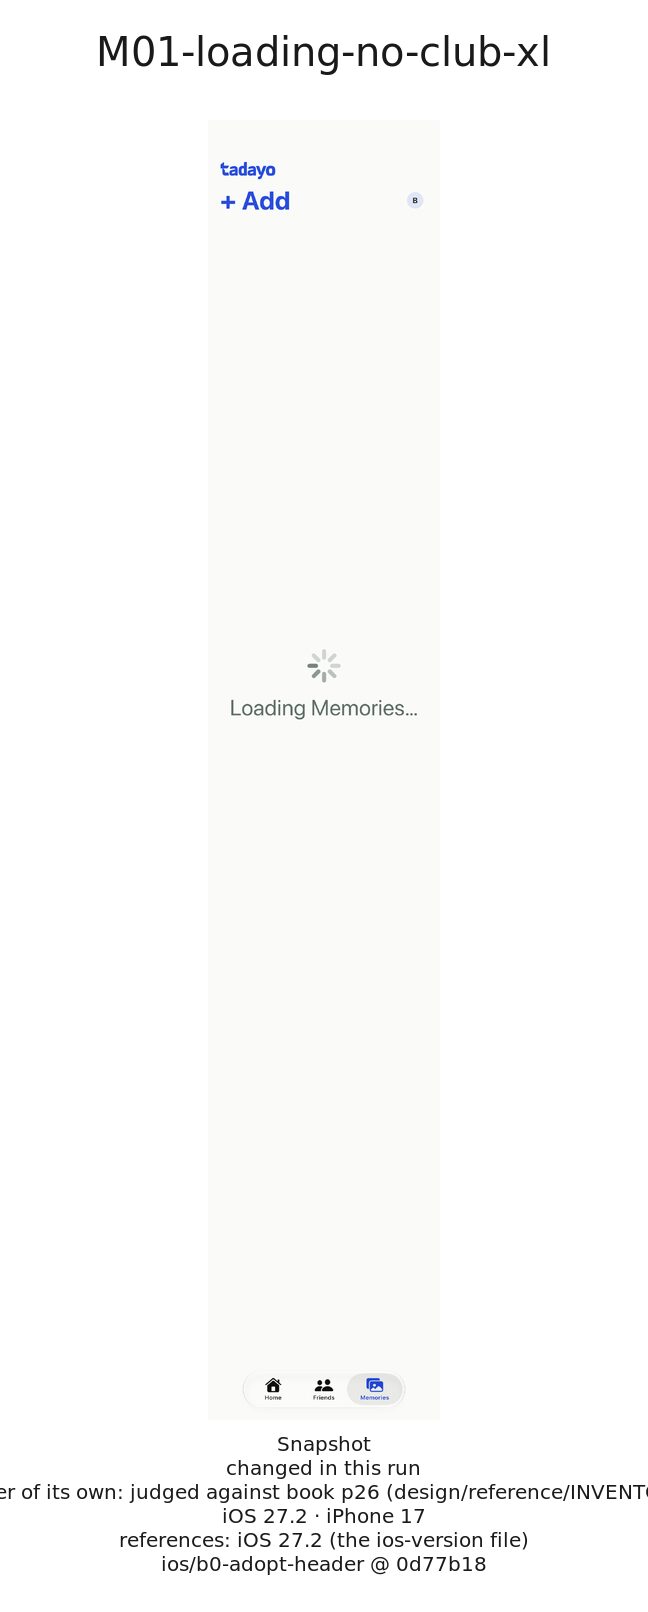 M01-loading-no-club-xl
tadayo
+ Add
B
Loading Memories...
Home
Friends
Memories
Snapshot
changed in this run
er of its own: judged against book p26 (design/reference/INVENTO
iOS 27.2 · iPhone 17
references: iOS 27.2 (the ios-version file)
ios/b0-adopt-header @ 0d77b18